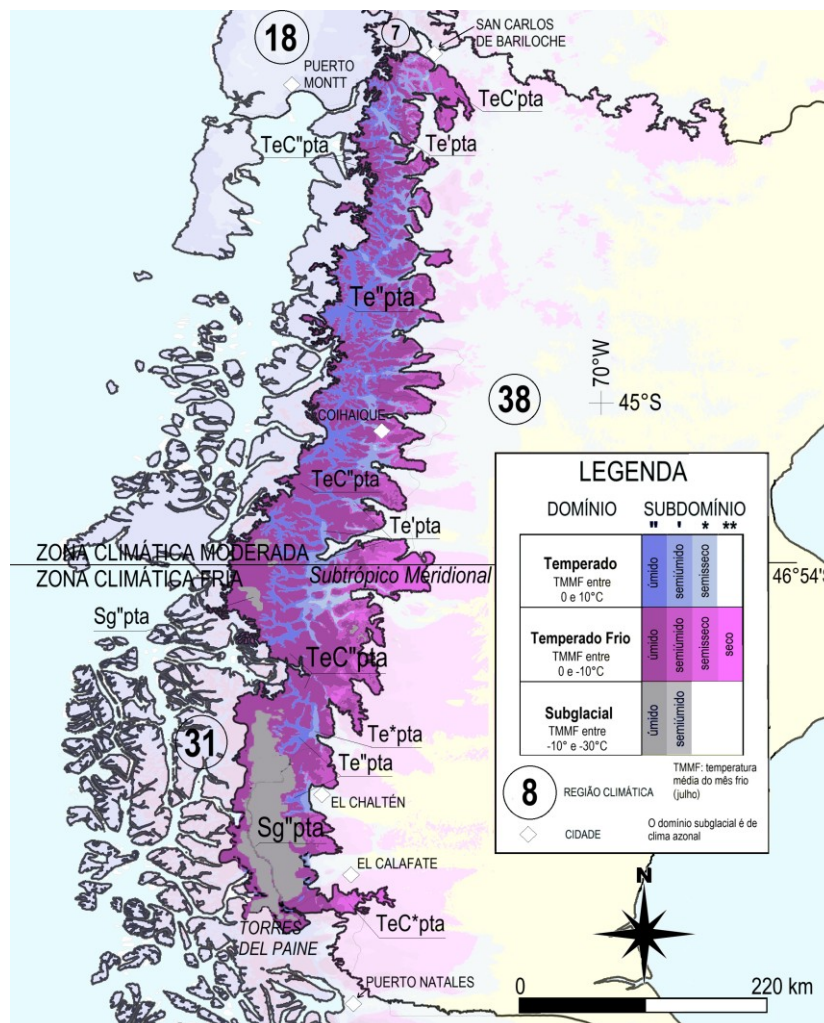 18
7
SAN CARLOS
DE BARILOCHE
PUERTO
MONTT
TeC'pta
TeC"pta
Te'pta
Te"pta
70°W
38
45°S
COIHAIQUE
TeC"pta
Te'pta
ZONA CLIMÁTICA MODERADA
ZONA CLIMÁTICA FRIA
Subtrópico Meridional
46°54'S
Sg"pta
TeC"pta
31
Te*pta
Te"pta
EL CHALTÉN
Sg"pta
EL CALAFATE
TeC*pta
TORRES
DEL PAINE
PUERTO NATALES
LEGENDA
DOMÍNIO SUBDOMÍNIO
" ' * **
Temperado
TMMF entre
0 e 10°C
úmido
semiúmido
semisseco
Temperado Frio
TMMF entre
0 e -10°C
úmido
semiúmido
semisseco
seco
Subglacial
TMMF entre
-10° e -30°C
úmido
semiúmido
8
REGIÃO CLIMÁTICA
TMMF: temperatura
média do mês frio
(julho)
CIDADE
O domínio subglacial é de
clima azonal
N
0 220 km